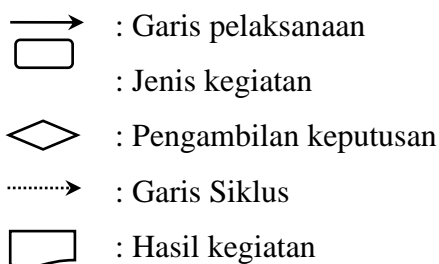 : Garis pelaksanaan
: Jenis kegiatan
: Pengambilan keputusan
: Garis Siklus
: Hasil kegiatan